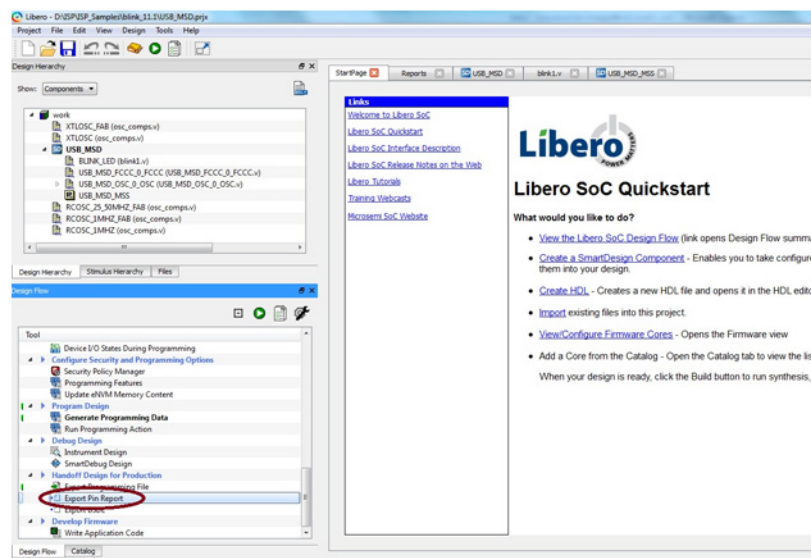 Libero - D:\ISP\ISP_Samples\blink_11.1\USB_MSD.prjx
Project File Edit View Design Tools Help
Design Hierarchy
Show: Components
work
XTLOSC_FAB (osc_comps.v)
XTLOSC (osc_comps.v)
USB_MSD
BLINK_LED (blink1.v)
USB_MSD_FCCC_0_FCCC (USB_MSD_FCCC_0_FCCC.v)
USB_MSD_OSC_0_OSC (USB_MSD_OSC_0_OSC.v)
USB_MSD_MSS
RCOSC_25_50MHZ_FAB (osc_comps.v)
RCOSC_1MHZ_FAB (osc_comps.v)
RCOSC_1MHZ (osc_comps.v)
Design Hierarchy Stimulus Hierarchy Files
Design Flow
Tool
Device I/O States During Programming
Configure Security and Programming Options
Security Policy Manager
Programming Features
Update eNVM Memory Content
Program Design
Generate Programming Data
Run Programming Action
Debug Design
Instrument Design
SmartDebug Design
Handoff Design for Production
Export Programming File
Export Pin Report
Export BSDL
Develop Firmware
Write Application Code
Design Flow Catalog
StartPage Reports USB_MSD blink1.v USB_MSD_MSS
Links
Welcome to Libero SoC
Libero SoC Quickstart
Libero SoC Interface Description
Libero SoC Release Notes on the Web
Libero Tutorials
Training Webcasts
Microsemi SoC Website
Libero
POWER MATTERS
Libero SoC Quickstart
What would you like to do?
• View the Libero SoC Design Flow (link opens Design Flow summa
• Create a SmartDesign Component - Enables you to take configure
them into your design.
• Create HDL - Creates a new HDL file and opens it in the HDL edito
• Import existing files into this project.
• View/Configure Firmware Cores - Opens the Firmware view
• Add a Core from the Catalog - Open the Catalog tab to view the lis
When your design is ready, click the Build button to run synthesis,